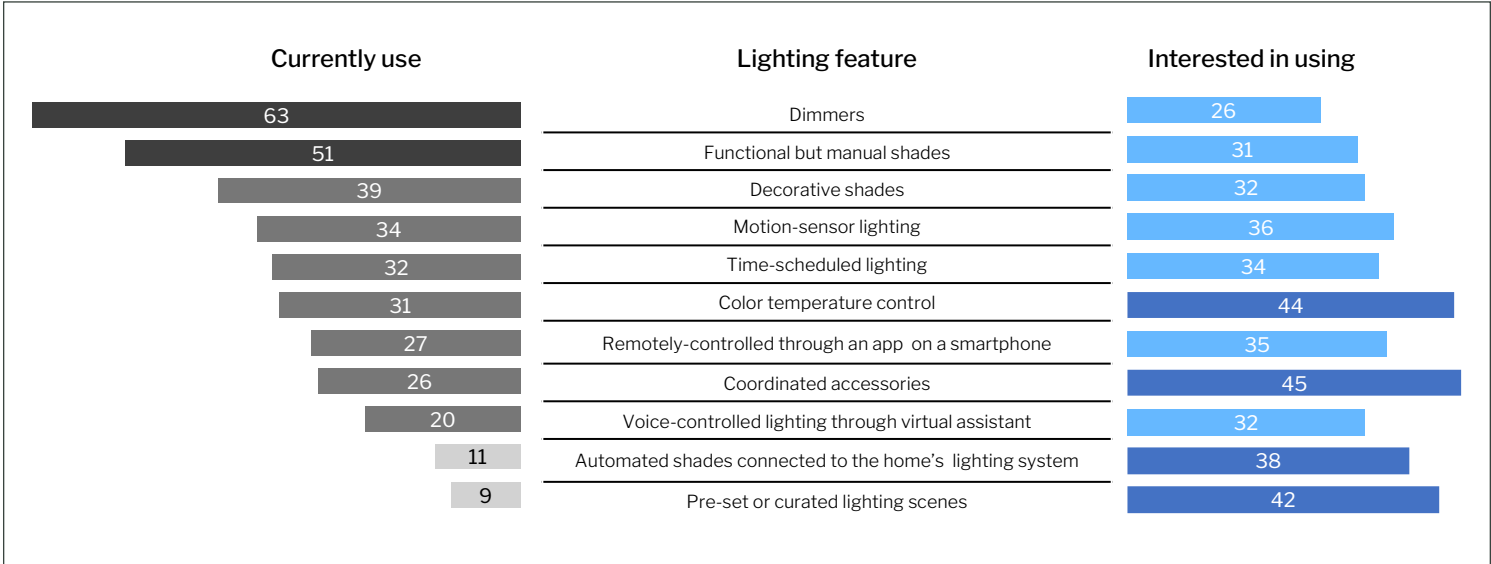 Currently use Lighting feature Interested in using
63 Dimmers 26
51 Functional but manual shades 31
39 Decorative shades 32
34 Motion-sensor lighting 36
32 Time-scheduled lighting 34
31 Color temperature control 44
27 Remotely-controlled through an app on a smartphone 35
26 Coordinated accessories 45
20 Voice-controlled lighting through virtual assistant 32
11 Automated shades connected to the home’s lighting system 38
9 Pre-set or curated lighting scenes 42